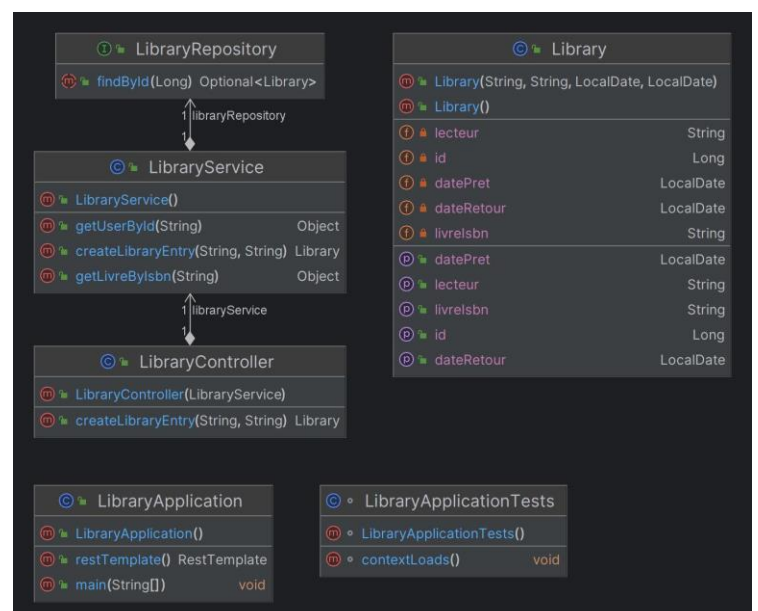 LibraryRepository
findById(Long) Optional<Library>
1 libraryRepository
1
LibraryService
LibraryService()
getUserById(String) Object
createLibraryEntry(String, String) Library
getLivreByIsbn(String) Object
1 libraryService
1
LibraryController
LibraryController(LibraryService)
createLibraryEntry(String, String) Library
Library
Library(String, String, LocalDate, LocalDate)
Library()
lecteur String
id Long
datePret LocalDate
dateRetour LocalDate
livreIsbn String
datePret LocalDate
lecteur String
livreIsbn String
id Long
dateRetour LocalDate
LibraryApplication
LibraryApplication()
restTemplate() RestTemplate
main(String[]) void
LibraryApplicationTests
LibraryApplicationTests()
contextLoads() void